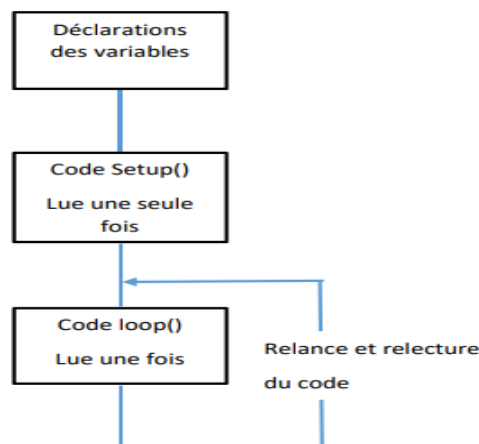 Déclarations
des variables
Code Setup()
Lue une seule
fois
Code loop()
Lue une fois
Relance et relecture
du code